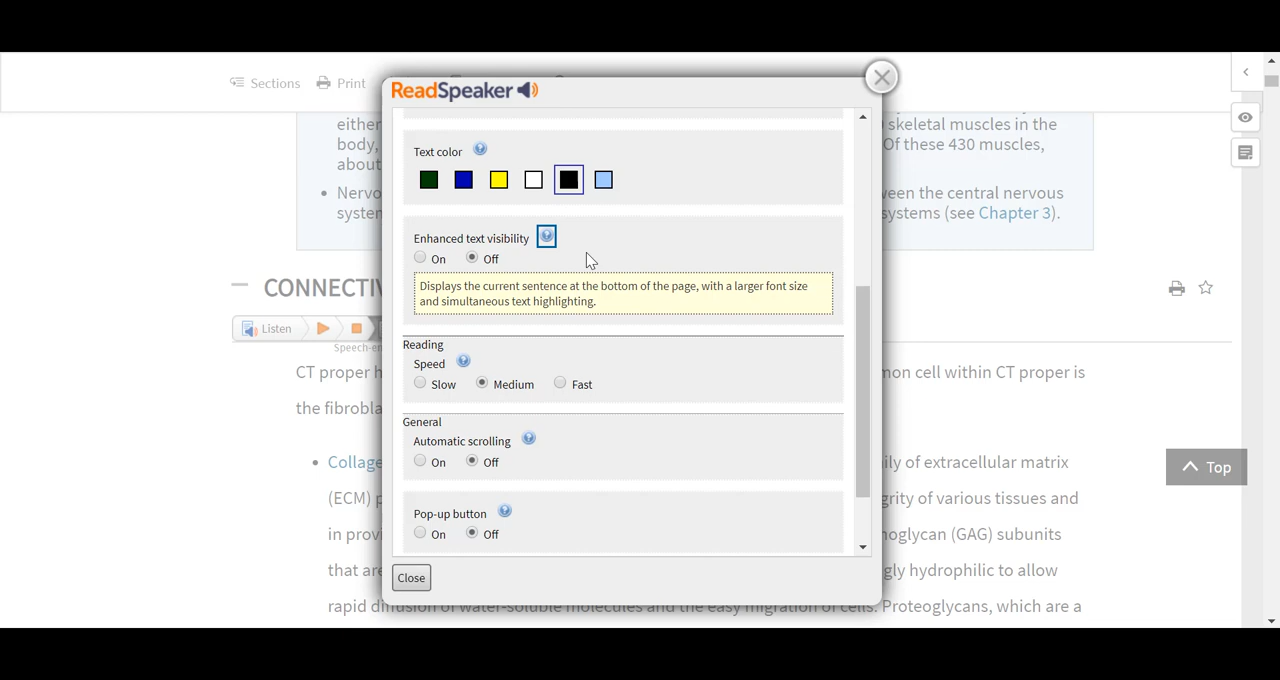 Sections Print
ReadSpeaker
either skeletal muscles in the
body, Of these 430 muscles,
about
Text color
Nervo een the central nervous
system systems (see Chapter 3).
Enhanced text visibility
On Off
Displays the current sentence at the bottom of the page, with a larger font size
and simultaneous text highlighting.
CONNECTIV
Listen
Speech-en
Reading
Speed
Slow Medium Fast
CT proper h on cell within CT proper is
the fibrobla
General
Automatic scrolling
On Off
Collage ily of extracellular matrix
(ECM) p grity of various tissues and
Top
Pop-up button
On Off
in provi noglycan (GAG) subunits
that are gly hydrophilic to allow
Close
rapid diffusion of water-soluble molecules and the easy migration of cells. Proteoglycans, which are a